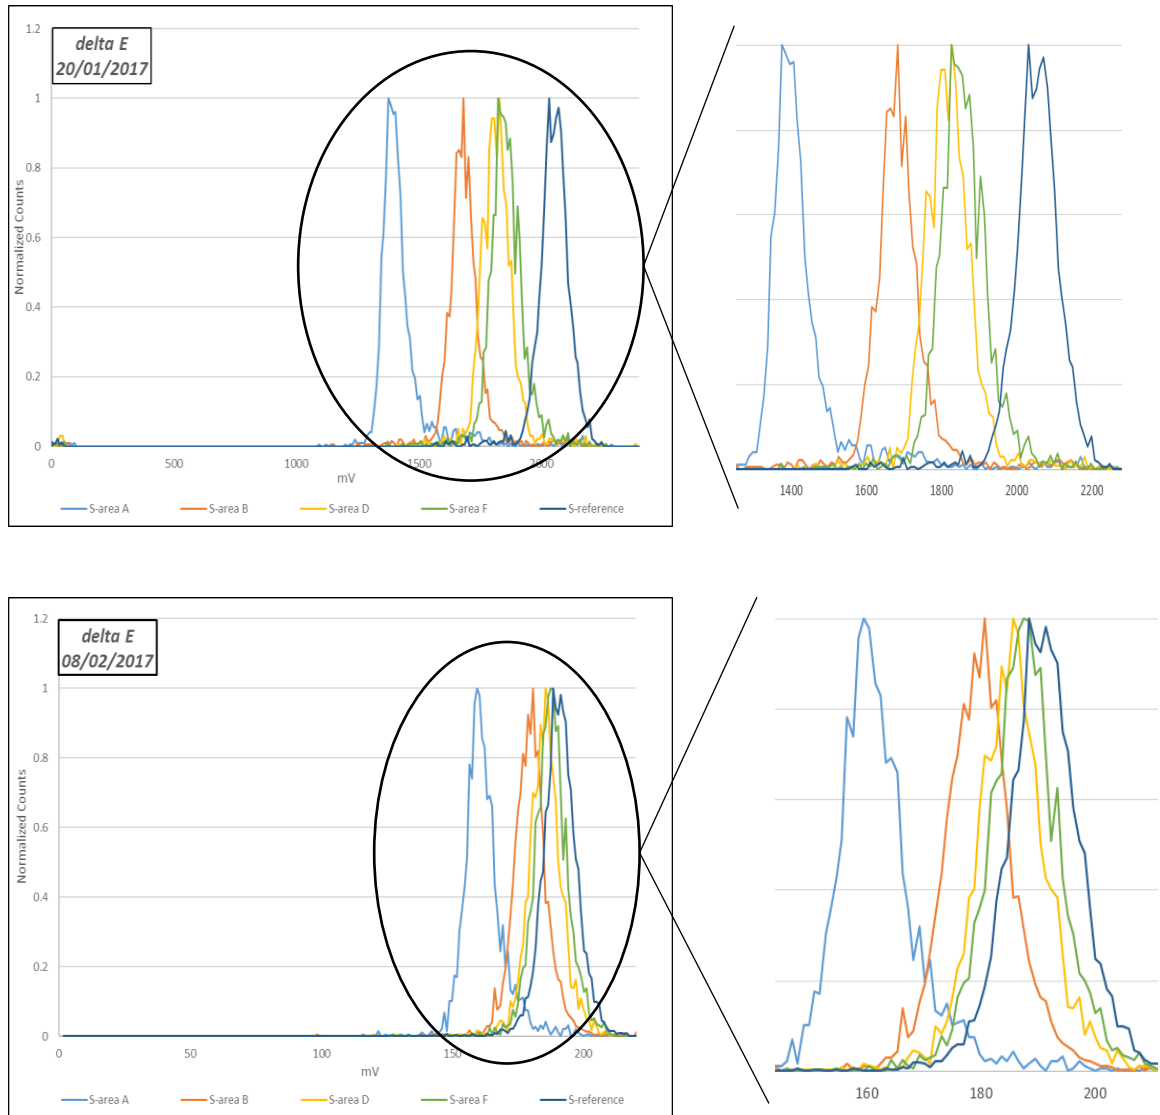 delta E
20/01/2017
1.2
1
0.8
0.6
0.4
0.2
0
Normalized Counts
0 500 1000 1500 2000
mV
S-area A S-area B S-area D S-area F S-reference
1400 1600 1800 2000 2200
delta E
08/02/2017
1.2
1
0.8
0.6
0.4
0.2
0
Normalized Counts
0 50 100 150 200
mV
S-area A S-area B S-area D S-area F S-reference
160 180 200